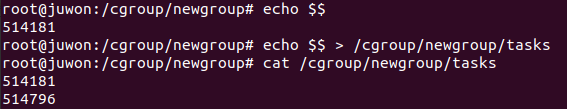 root@juwon:/cgroup/newgroup# echo $$
514181
root@juwon:/cgroup/newgroup# echo $$ > /cgroup/newgroup/tasks
root@juwon:/cgroup/newgroup# cat /cgroup/newgroup/tasks
514181
514796